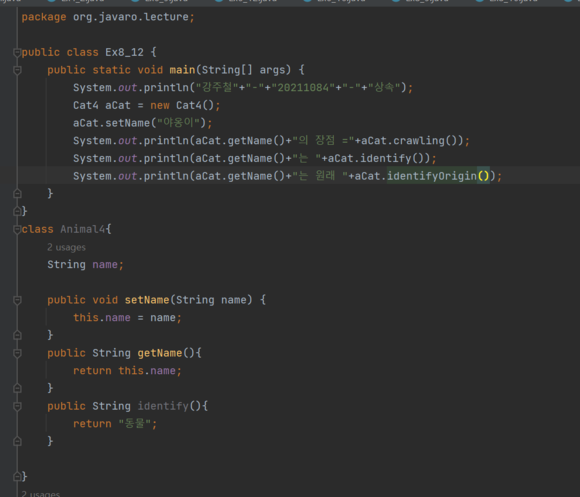 package org.javaro.lecture;
public class Ex8_12 {
public static void main(String[] args) {
System.out.println("강주철"+"-"+"20211084"+"-"+"상속");
Cat4 aCat = new Cat4();
aCat.setName("야옹이");
System.out.println(aCat.getName()+"의 장점 ="+aCat.crawling());
System.out.println(aCat.getName()+"는 "+aCat.identify());
System.out.println(aCat.getName()+"는 원래 "+aCat.identifyOrigin());
}
}
class Animal4{
2 usages
String name;
public void setName(String name) {
this.name = name;
}
public String getName(){
return this.name;
}
public String identify(){
return "동물";
}
}
2 usages